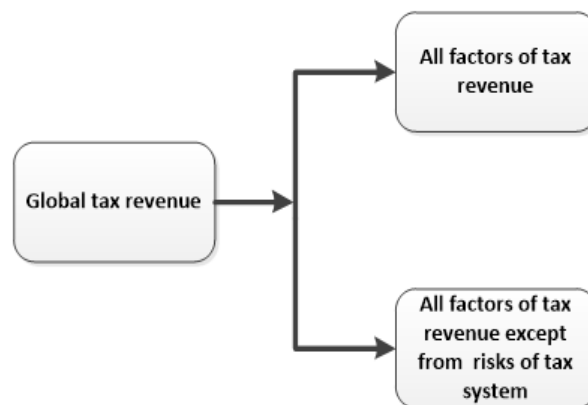 All factors of tax
revenue
Global tax revenue
All factors of tax
revenue except
from risks of tax
system